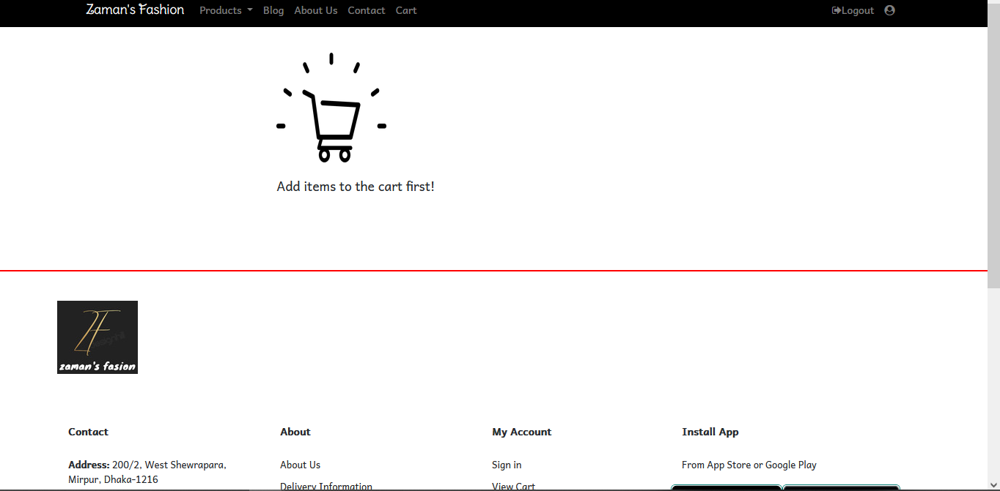 Zaman's Fashion Products Blog About Us Contact Cart Logout
Add items to the cart first!
zaman's fasion
Contact
Address: 200/2, West Shewrapara,
Mirpur, Dhaka-1216
About
About Us
Delivery Information
My Account
Sign in
View Cart
Install App
From App Store or Google Play